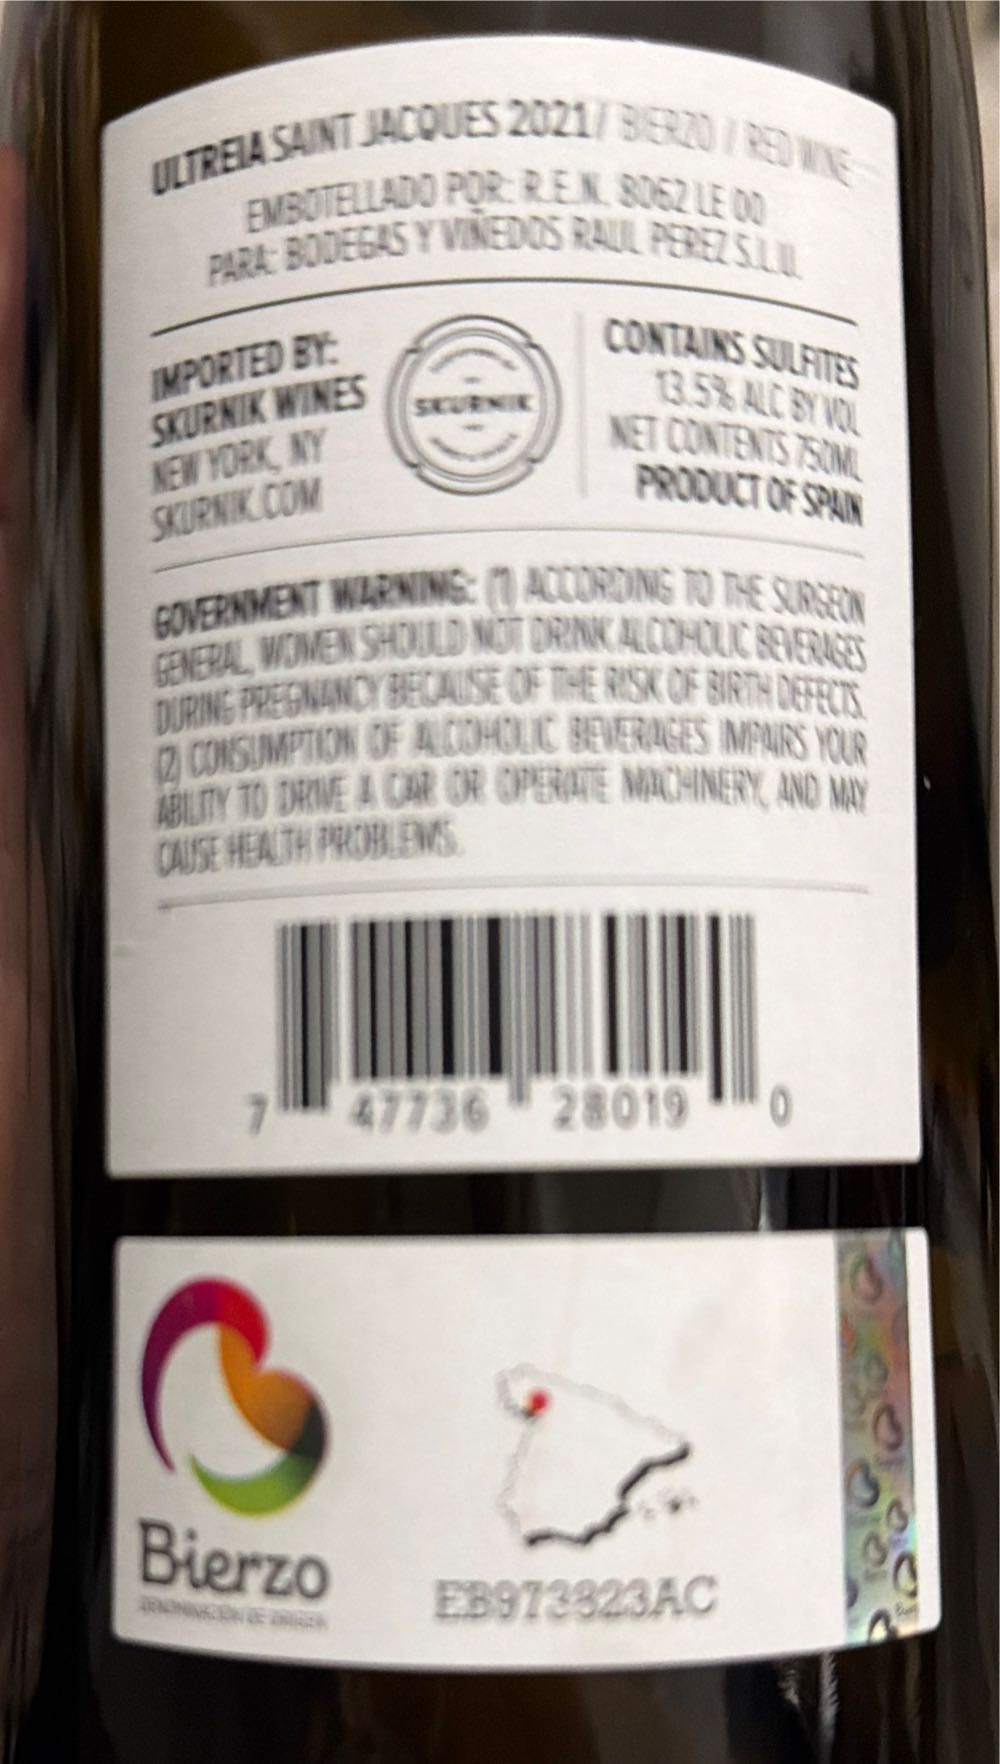 ULTREIA SAINT JACQUES 2021 / BIERZO / RED WINE
EMBOTELLADO POR: R.E.N. 8062 LE 00
PARA: BODEGAS Y VIÑEDOS RAUL PEREZ S.L.U.
IMPORTED BY:
SKURNIK WINES
NEW YORK, NY
SKURNIK.COM
SKURNIK
CONTAINS SULFITES
13.5% ALC BY VOL
NET CONTENTS 750ML
PRODUCT OF SPAIN
GOVERNMENT WARNING: (1) ACCORDING TO THE SURGEON
GENERAL, WOMEN SHOULD NOT DRINK ALCOHOLIC BEVERAGES
DURING PREGNANCY BECAUSE OF THE RISK OF BIRTH DEFECTS.
(2) CONSUMPTION OF ALCOHOLIC BEVERAGES IMPAIRS YOUR
ABILITY TO DRIVE A CAR OR OPERATE MACHINERY, AND MAY
CAUSE HEALTH PROBLEMS.
7 47736 28019 0
Bierzo
DENOMINACIÓN DE ORIGEN
EB973823AC